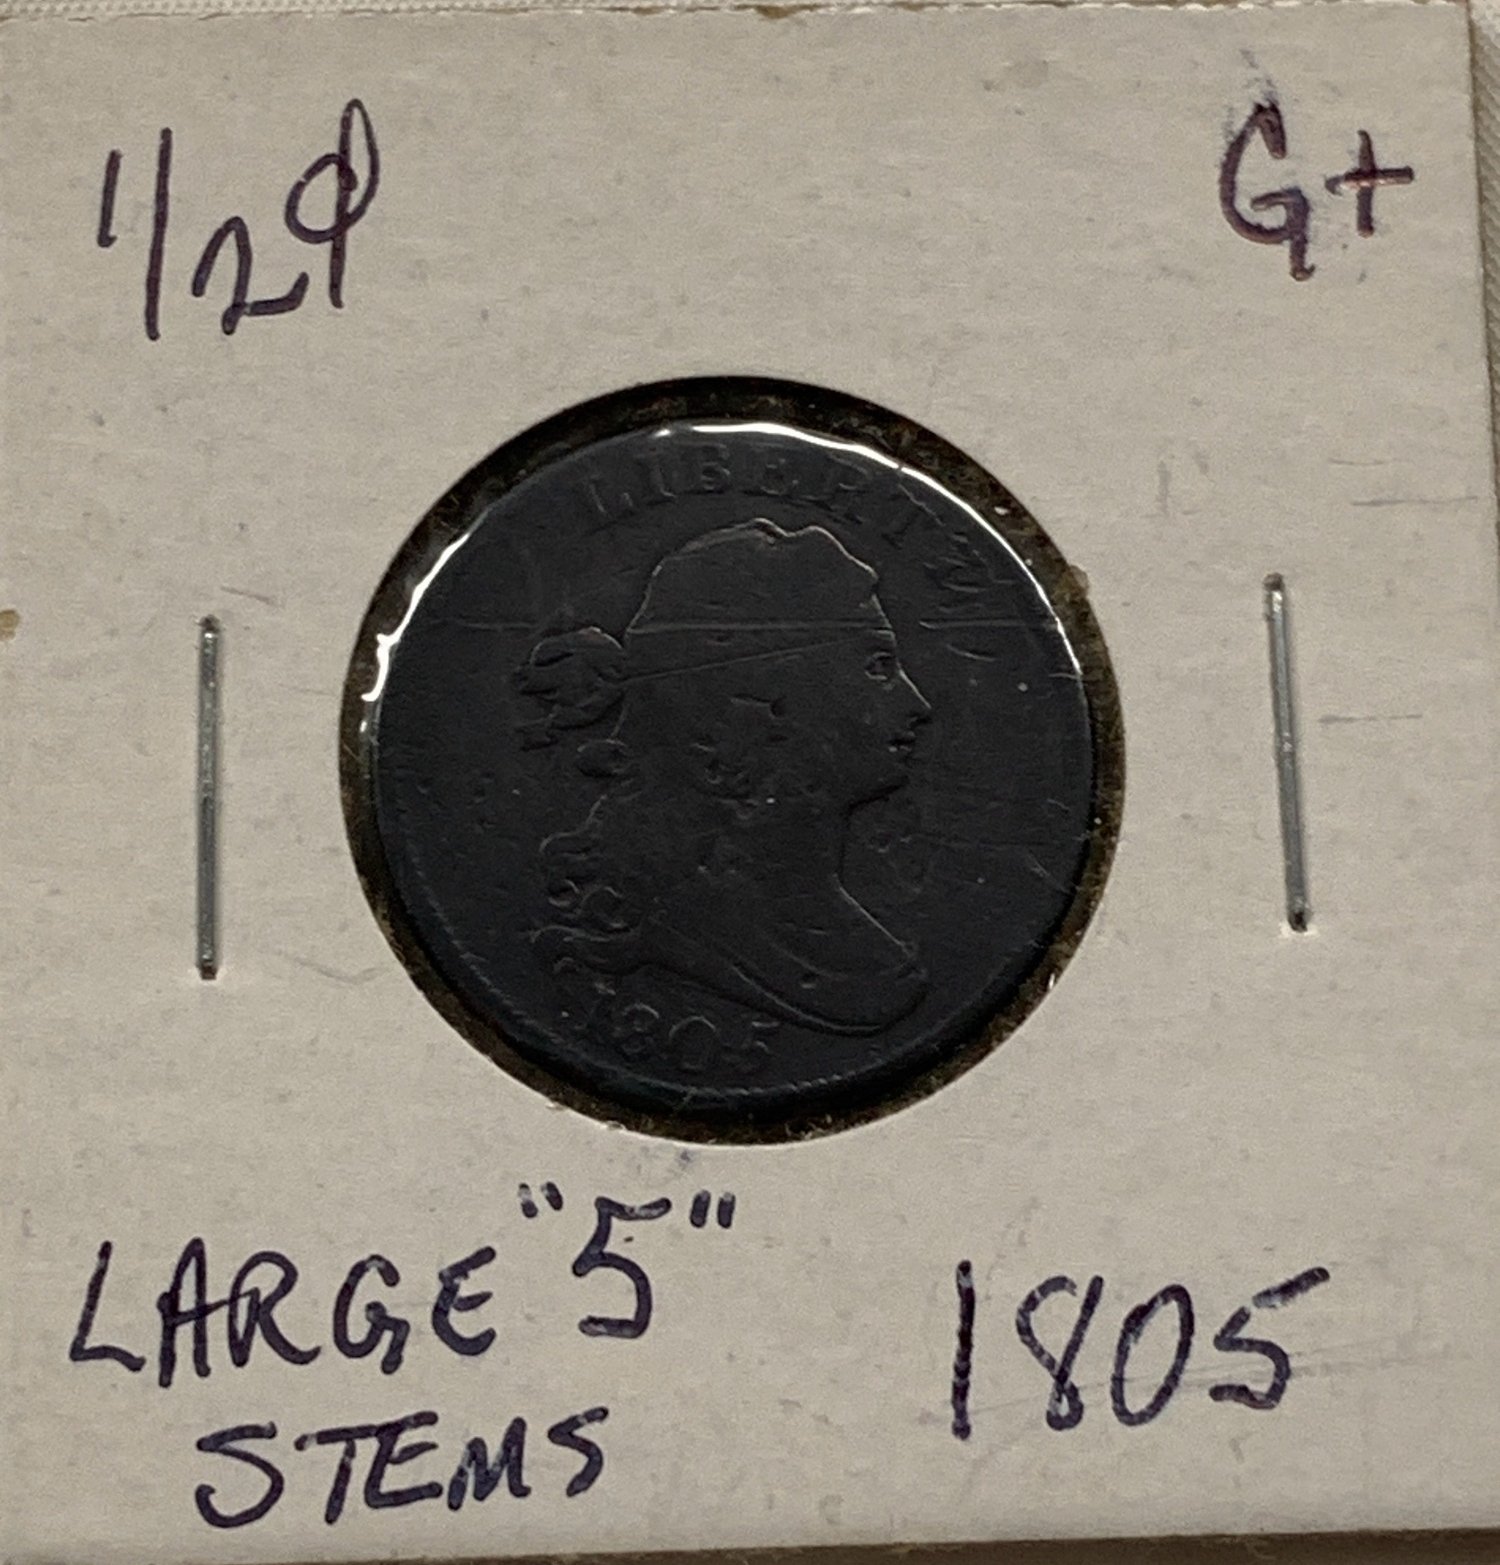 1/2¢
G+
LIBERTY
1805
LARGE "5"
STEMS
1805